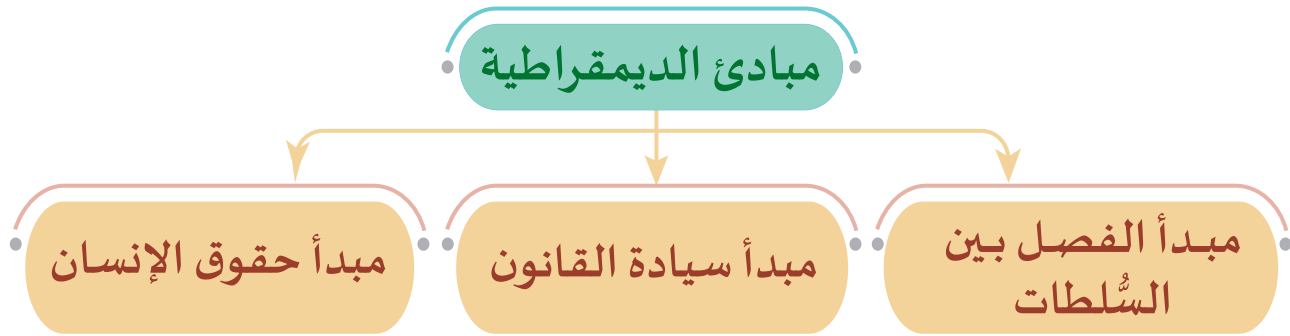 مبادئ الديمقراطية
مبدأ الفصل بين
السُّلطات
مبدأ سيادة القانون
مبدأ حقوق الإنسان